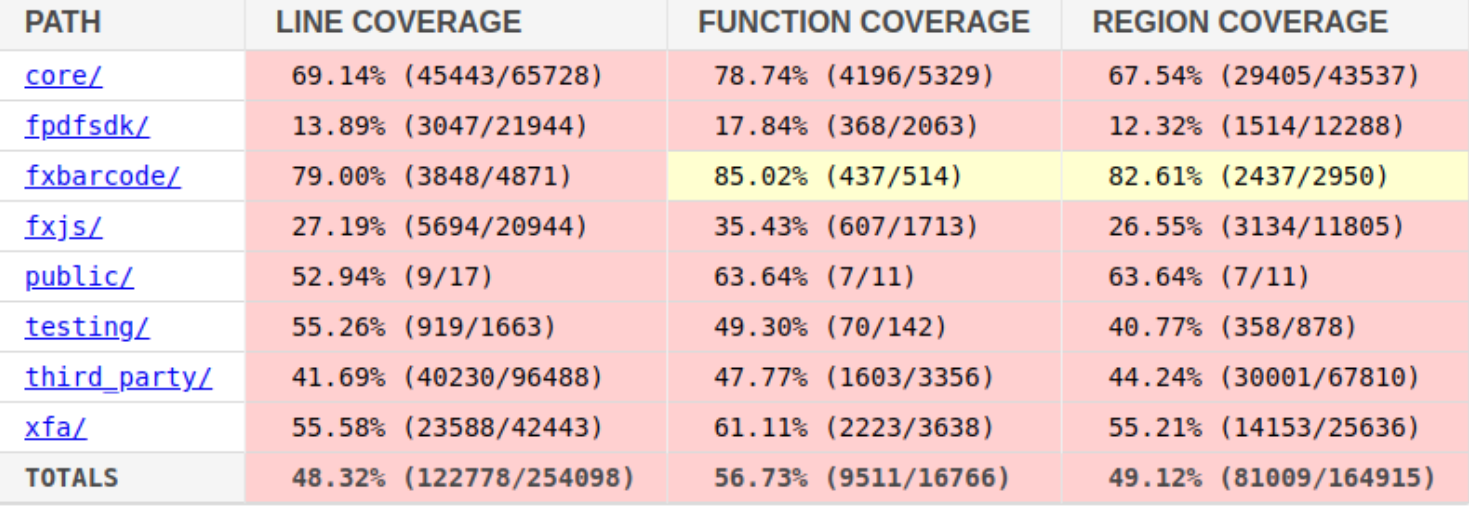 PATH LINE COVERAGE FUNCTION COVERAGE REGION COVERAGE
core/ 69.14% (45443/65728) 78.74% (4196/5329) 67.54% (29405/43537)
fpdfsdk/ 13.89% (3047/21944) 17.84% (368/2063) 12.32% (1514/12288)
fxbarcode/ 79.00% (3848/4871) 85.02% (437/514) 82.61% (2437/2950)
fxjs/ 27.19% (5694/20944) 35.43% (607/1713) 26.55% (3134/11805)
public/ 52.94% (9/17) 63.64% (7/11) 63.64% (7/11)
testing/ 55.26% (919/1663) 49.30% (70/142) 40.77% (358/878)
third_party/ 41.69% (40230/96488) 47.77% (1603/3356) 44.24% (30001/67810)
xfa/ 55.58% (23588/42443) 61.11% (2223/3638) 55.21% (14153/25636)
TOTALS 48.32% (122778/254098) 56.73% (9511/16766) 49.12% (81009/164915)